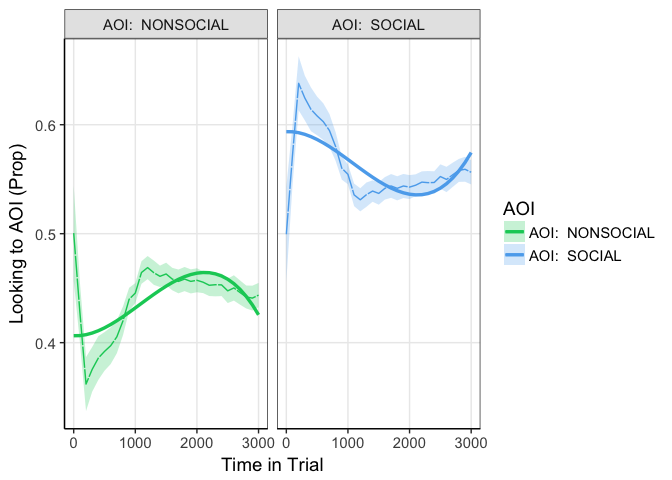 AOI: NONSOCIAL
AOI: SOCIAL
Looking to AOI (Prop)
0.6
0.5
0.4
0 1000 2000 3000
0 1000 2000 3000
Time in Trial
AOI
AOI: NONSOCIAL
AOI: SOCIAL